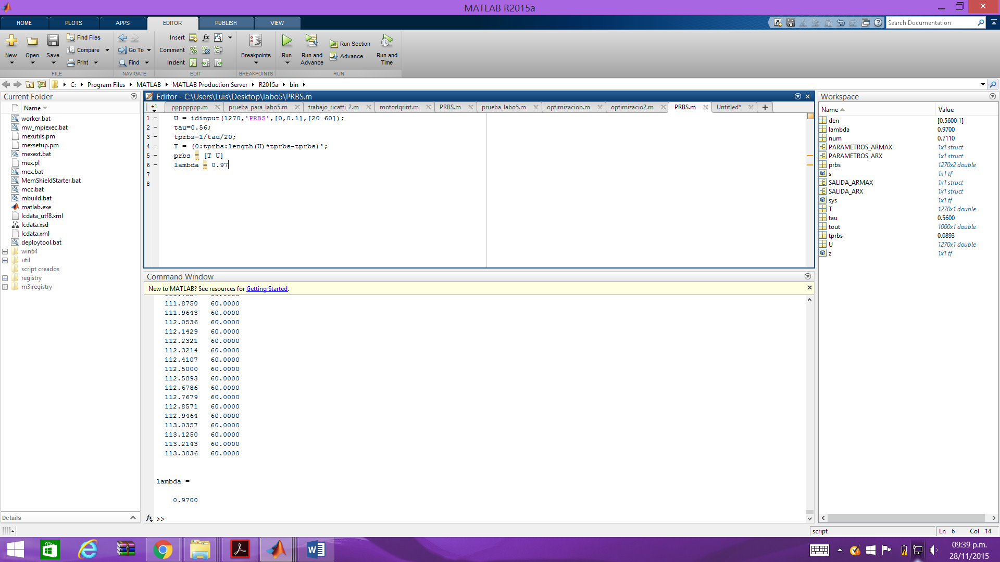 MATLAB R2015a
HOME PLOTS APPS EDITOR PUBLISH VIEW
Search Documentation
New Open Save
Find Files
Compare
Print
FILE
Go To
Find
NAVIGATE
Insert
Comment
Indent
EDIT
Breakpoints
BREAKPOINTS
Run
Run and Advance
Run Section
Advance
Run and Time
RUN
C: Program Files MATLAB MATLAB Production Server R2015a bin
Current Folder
Name
worker.bat
mw_mpiexec.bat
mexutils.pm
mexsetup.pm
mexext.bat
mex.pl
mex.bat
MemShieldStarter.bat
mcc.bat
mbuild.bat
matlab.exe
lcdata_utf8.xml
lcdata.xsd
lcdata.xml
deploytool.bat
win64
util
script creados
registry
m3iregistry
Details
Editor - C:\Users\Luis\Desktop\labo5\PRBS.m
+1 ppppppppp.m prueba_para_labo5.m trabajo_ricatti_2.m motorlqrint.m PRBS.m prueba_labo5.m optimizacion.m optimizacio2.m PRBS.m Untitled*
1 U = idinput(1270,'PRBS',[0,0.1],[20 60]);
2 tau=0.56;
3 tprbs=1/tau/20;
4 T = (0:tprbs:length(U)*tprbs-tprbs)';
5 prbs = [T U]
6 lambda = 0.97
7
8
Command Window
New to MATLAB? See resources for Getting Started.
111.8750 60.0000
111.9643 60.0000
112.0536 60.0000
112.1429 60.0000
112.2321 60.0000
112.3214 60.0000
112.4107 60.0000
112.5000 60.0000
112.5893 60.0000
112.6786 60.0000
112.7679 60.0000
112.8571 60.0000
112.9464 60.0000
113.0357 60.0000
113.1250 60.0000
113.2143 60.0000
113.3036 60.0000
lambda =
0.9700
fx >>
Workspace
Name Value
den [0.5600 1]
lambda 0.9700
num 0.7110
PARAMETROS_ARMAX 1x1 struct
PARAMETROS_ARX 1x1 struct
prbs 1270x2 double
s 1x1 tf
SALIDA_ARMAX 1x1 struct
SALIDA_ARX 1x1 struct
sys 1x1 tf
T 1270x1 double
tau 0.5600
tout 1000x1 double
tprbs 0.0893
U 1270x1 double
z 1x1 tf
script Ln 6 Col 14
09:39 p.m.
28/11/2015